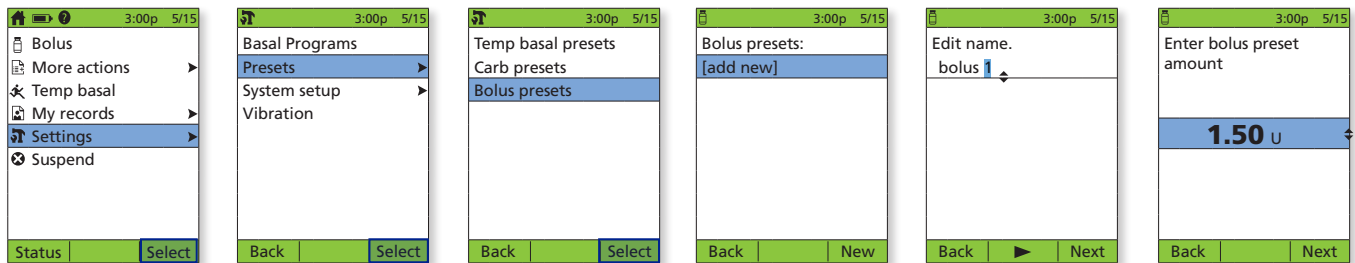 3:00p 5/15
Bolus
More actions
Temp basal
My records
Settings
Suspend
Status Select
3:00p 5/15
Basal Programs
Presets
System setup
Vibration
Back Select
3:00p 5/15
Temp basal presets
Carb presets
Bolus presets
Back Select
3:00p 5/15
Bolus presets:
[add new]
Back New
3:00p 5/15
Edit name.
bolus 1
Back Next
3:00p 5/15
Enter bolus preset
amount
1.50 U
Back Next